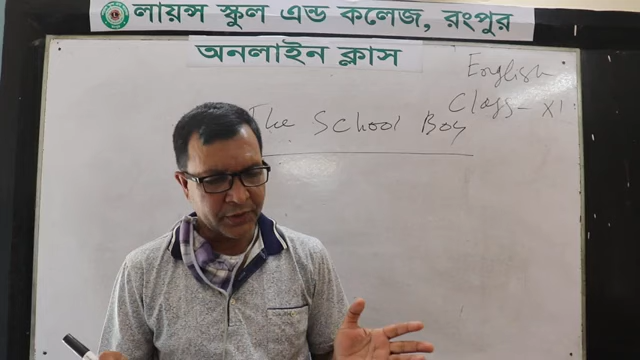 লায়ন্স স্কুল এন্ড কলেজ, রংপুর
অনলাইন ক্লাস
English
Class- XI
The School Boy